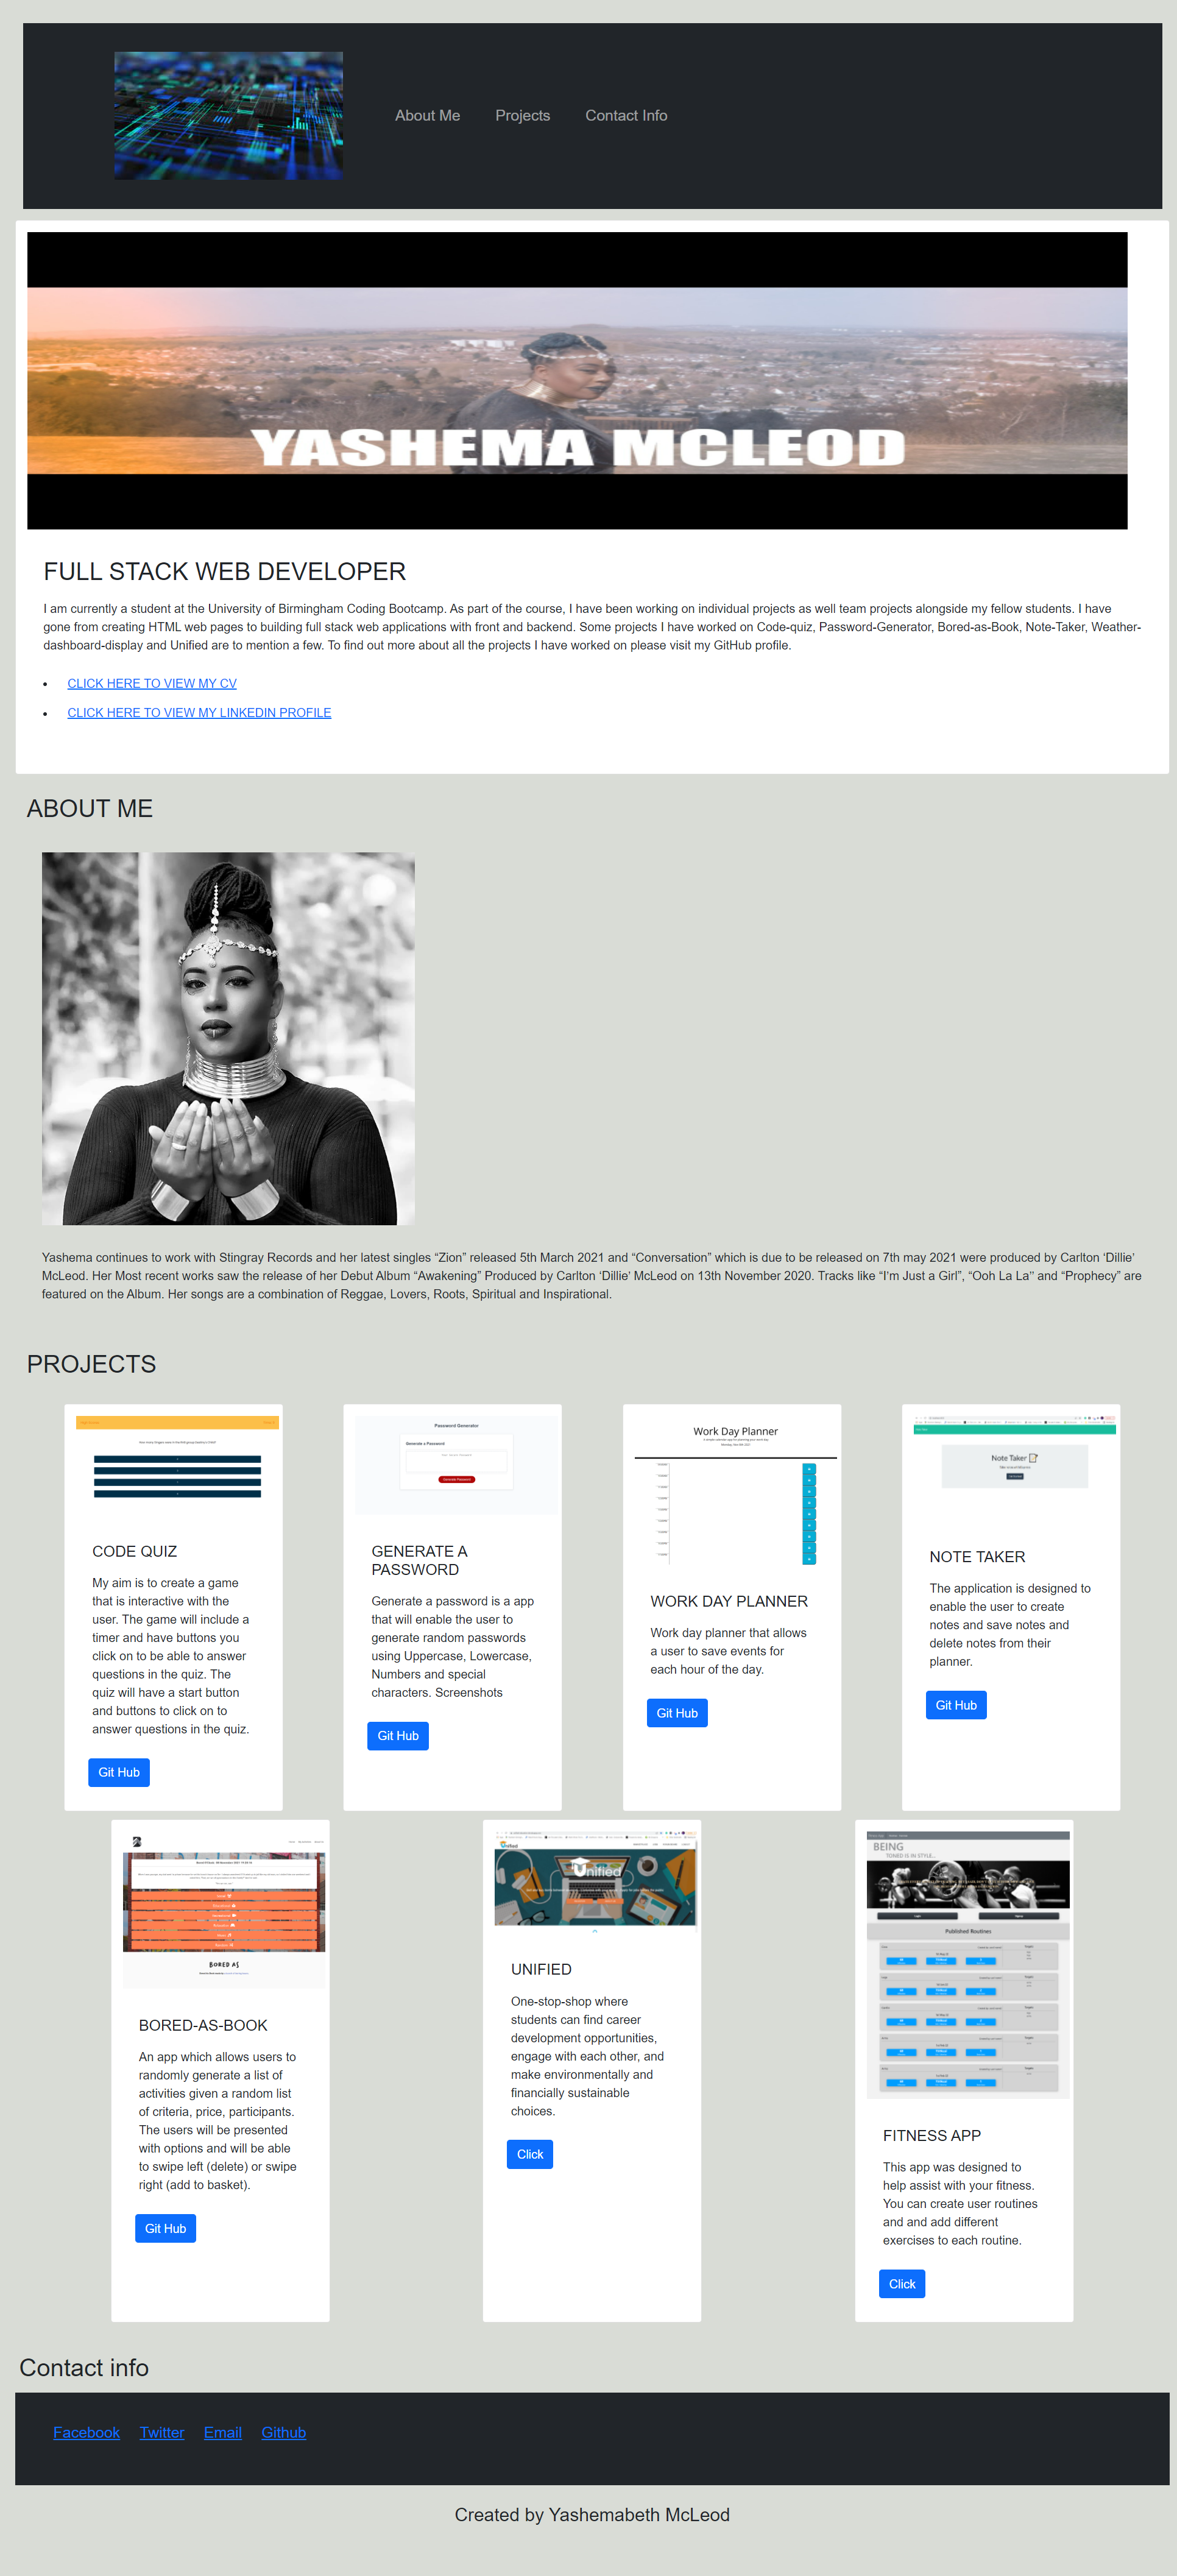 About Me
Projects
Contact Info
YASHEMA MCLEOD
FULL STACK WEB DEVELOPER
I am currently a student at the University of Birmingham Coding Bootcamp. As part of the course, I have been working on individual projects as well team projects alongside my fellow students. I have
gone from creating HTML web pages to building full stack web applications with front and backend. Some projects I have worked on Code-quiz, Password-Generator, Bored-as-Book, Note-Taker, Weather-
dashboard-display and Unified are to mention a few. To find out more about all the projects I have worked on please visit my GitHub profile.
• CLICK HERE TO VIEW MY CV
• CLICK HERE TO VIEW MY LINKEDIN PROFILE
ABOUT ME
Yashema continues to work with Stingray Records and her latest singles “Zion” released 5th March 2021 and “Conversation” which is due to be released on 7th may 2021 were produced by Carlton ‘Dillie’
McLeod. Her Most recent works saw the release of her Debut Album “Awakening” Produced by Carlton ‘Dillie’ McLeod on 13th November 2020. Tracks like “I’m Just a Girl”, “Ooh La La” and “Prophecy” are
featured on the Album. Her songs are a combination of Reggae, Lovers, Roots, Spiritual and Inspirational.
PROJECTS
CODE QUIZ
My aim is to create a game
that is interactive with the
user. The game will include a
timer and have buttons you
click on to be able to answer
questions in the quiz. The
quiz will have a start button
and buttons to click on to
answer questions in the quiz.
Git Hub
Password Generator
Generate a Password
Generate Password
GENERATE A
PASSWORD
Generate a password is a app
that will enable the user to
generate random passwords
using Uppercase, Lowercase,
Numbers and special
characters. Screenshots
Git Hub
Work Day Planner
A simple calendar app for planning your work day
WORK DAY PLANNER
Work day planner that allows
a user to save events for
each hour of the day.
Git Hub
Note Taker
NOTE TAKER
The application is designed to
enable the user to create
notes and save notes and
delete notes from their
planner.
Git Hub
BORED AS
BORED-AS-BOOK
An app which allows users to
randomly generate a list of
activities given a random list
of criteria, price, participants.
The users will be presented
with options and will be able
to swipe left (delete) or swipe
right (add to basket).
Git Hub
Unified
Unified
UNIFIED
One-stop-shop where
students can find career
development opportunities,
engage with each other, and
make environmentally and
financially sustainable
choices.
Click
BEING
TONED IS IN STYLE...
Published Routines
FITNESS APP
This app was designed to
help assist with your fitness.
You can create user routines
and and add different
exercises to each routine.
Click
Contact info
Facebook
Twitter
Email
Github
Created by Yashemabeth McLeod